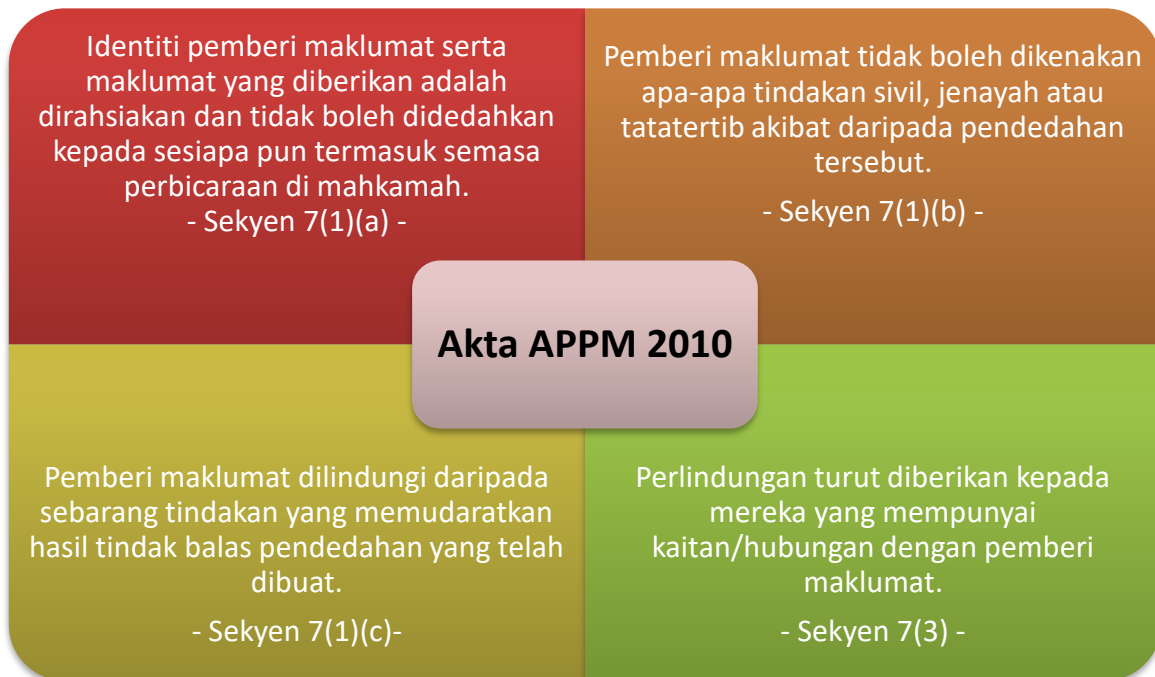 Identiti pemberi maklumat serta
maklumat yang diberikan adalah
dirahsiakan dan tidak boleh didedahkan
kepada sesiapa pun termasuk semasa
perbicaraan di mahkamah.
- Sekyen 7(1)(a) -
Pemberi maklumat tidak boleh dikenakan
apa-apa tindakan sivil, jenayah atau
tatatertib akibat daripada pendedahan
tersebut.
- Sekyen 7(1)(b) -
Akta APPM 2010
Pemberi maklumat dilindungi daripada
sebarang tindakan yang memudaratkan
hasil tindak balas pendedahan yang telah
dibuat.
- Sekyen 7(1)(c)-
Perlindungan turut diberikan kepada
mereka yang mempunyai
kaitan/hubungan dengan pemberi
maklumat.
- Sekyen 7(3) -